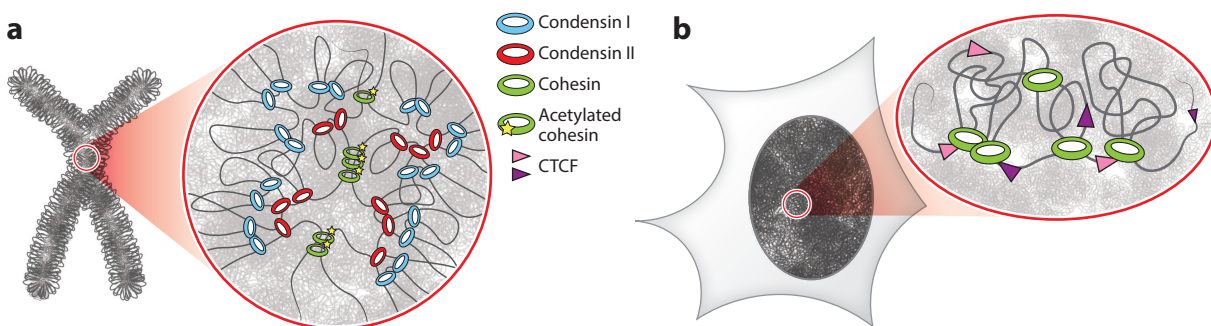 a
Condensin I
Condensin II
Cohesin
Acetylated
cohesin
CTCF
b